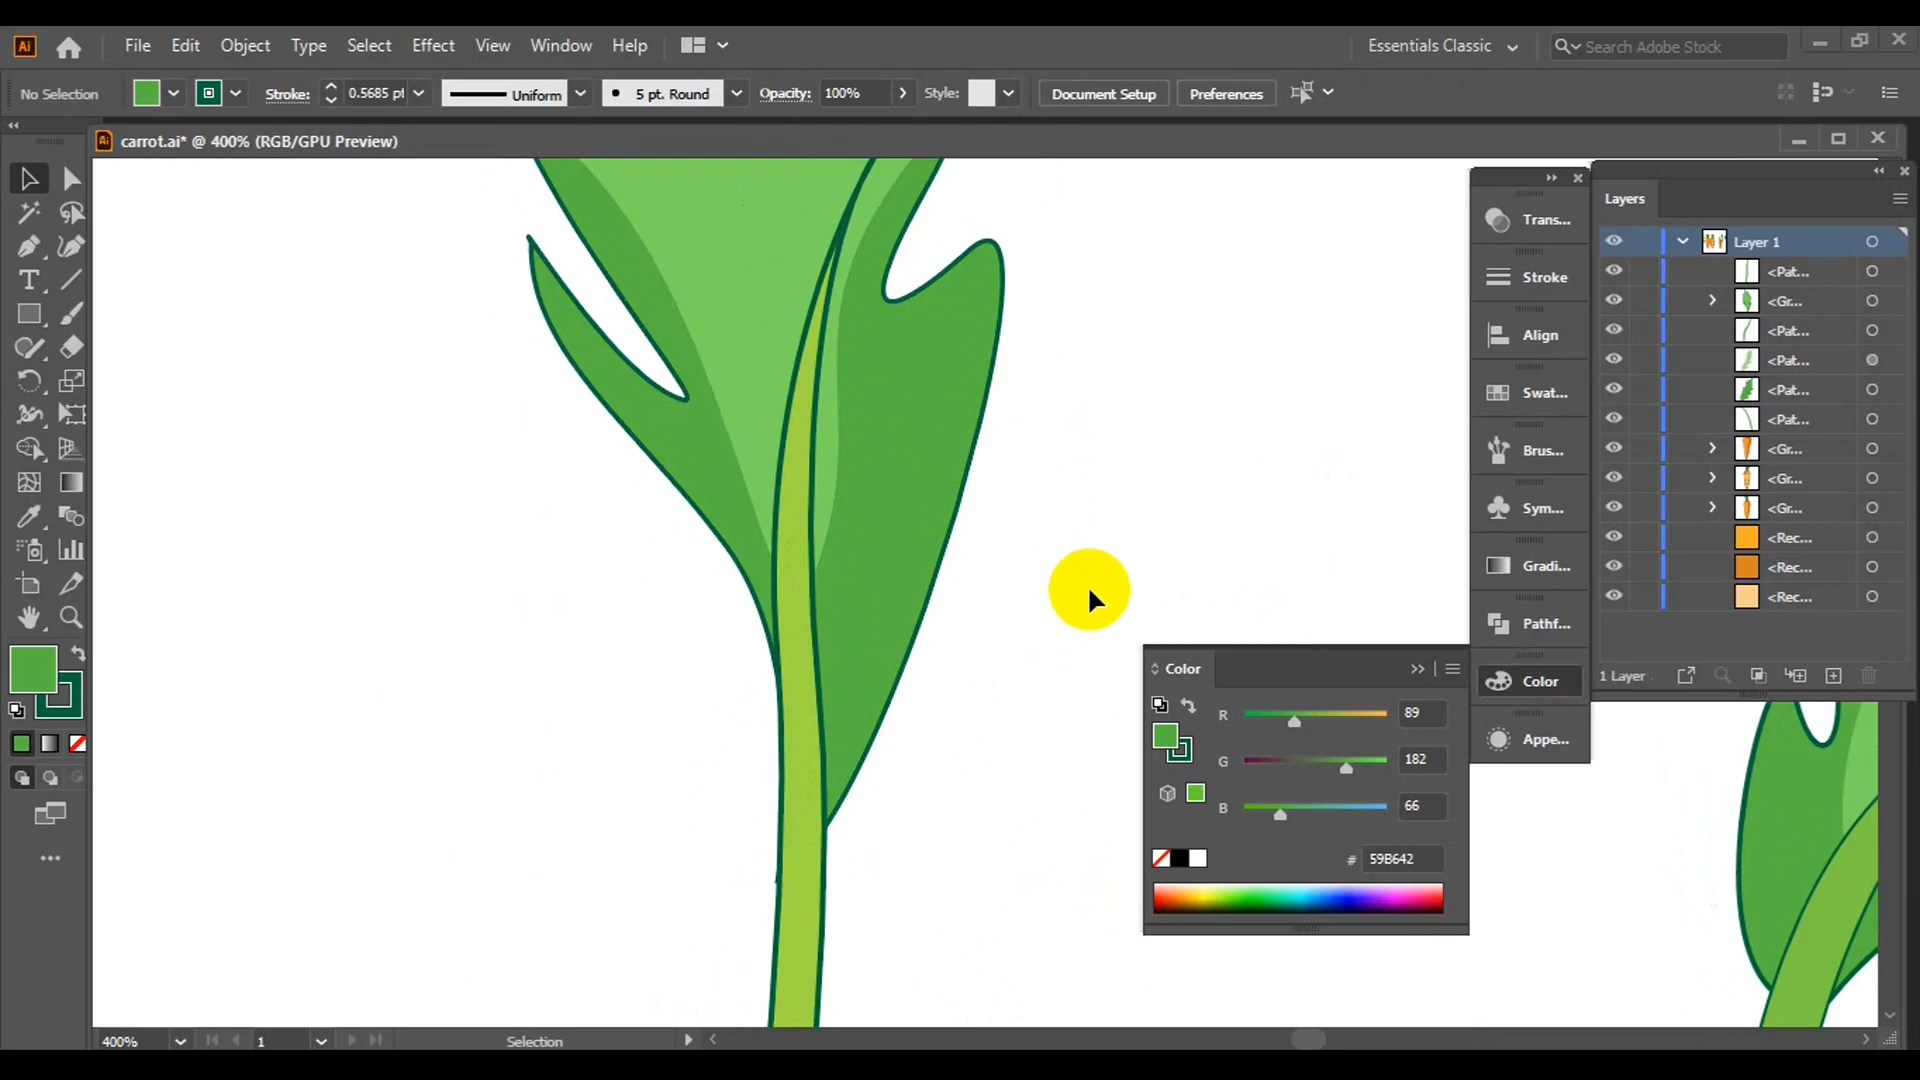 Ai File Edit Object Type Select Effect View Window Help Essentials Classic Search Adobe Stock
No Selection Stroke: 0.5685 pt Uniform 5 pt. Round Opacity: 100% Style: Document Setup Preferences
Ai carrot.ai* @ 400% (RGB/GPU Preview)
Trans...
Stroke
Align
Swat...
Brus...
Sym...
Gradi...
Pathf...
Color
Appe...
Layers
Layer 1
<Pat...
<Gr...
<Pat...
<Pat...
<Pat...
<Pat...
<Gr...
<Gr...
<Gr...
<Rec...
<Rec...
<Rec...
1 Layer
Color
R 89
G 182
B 66
# 59B642
400% 1 Selection